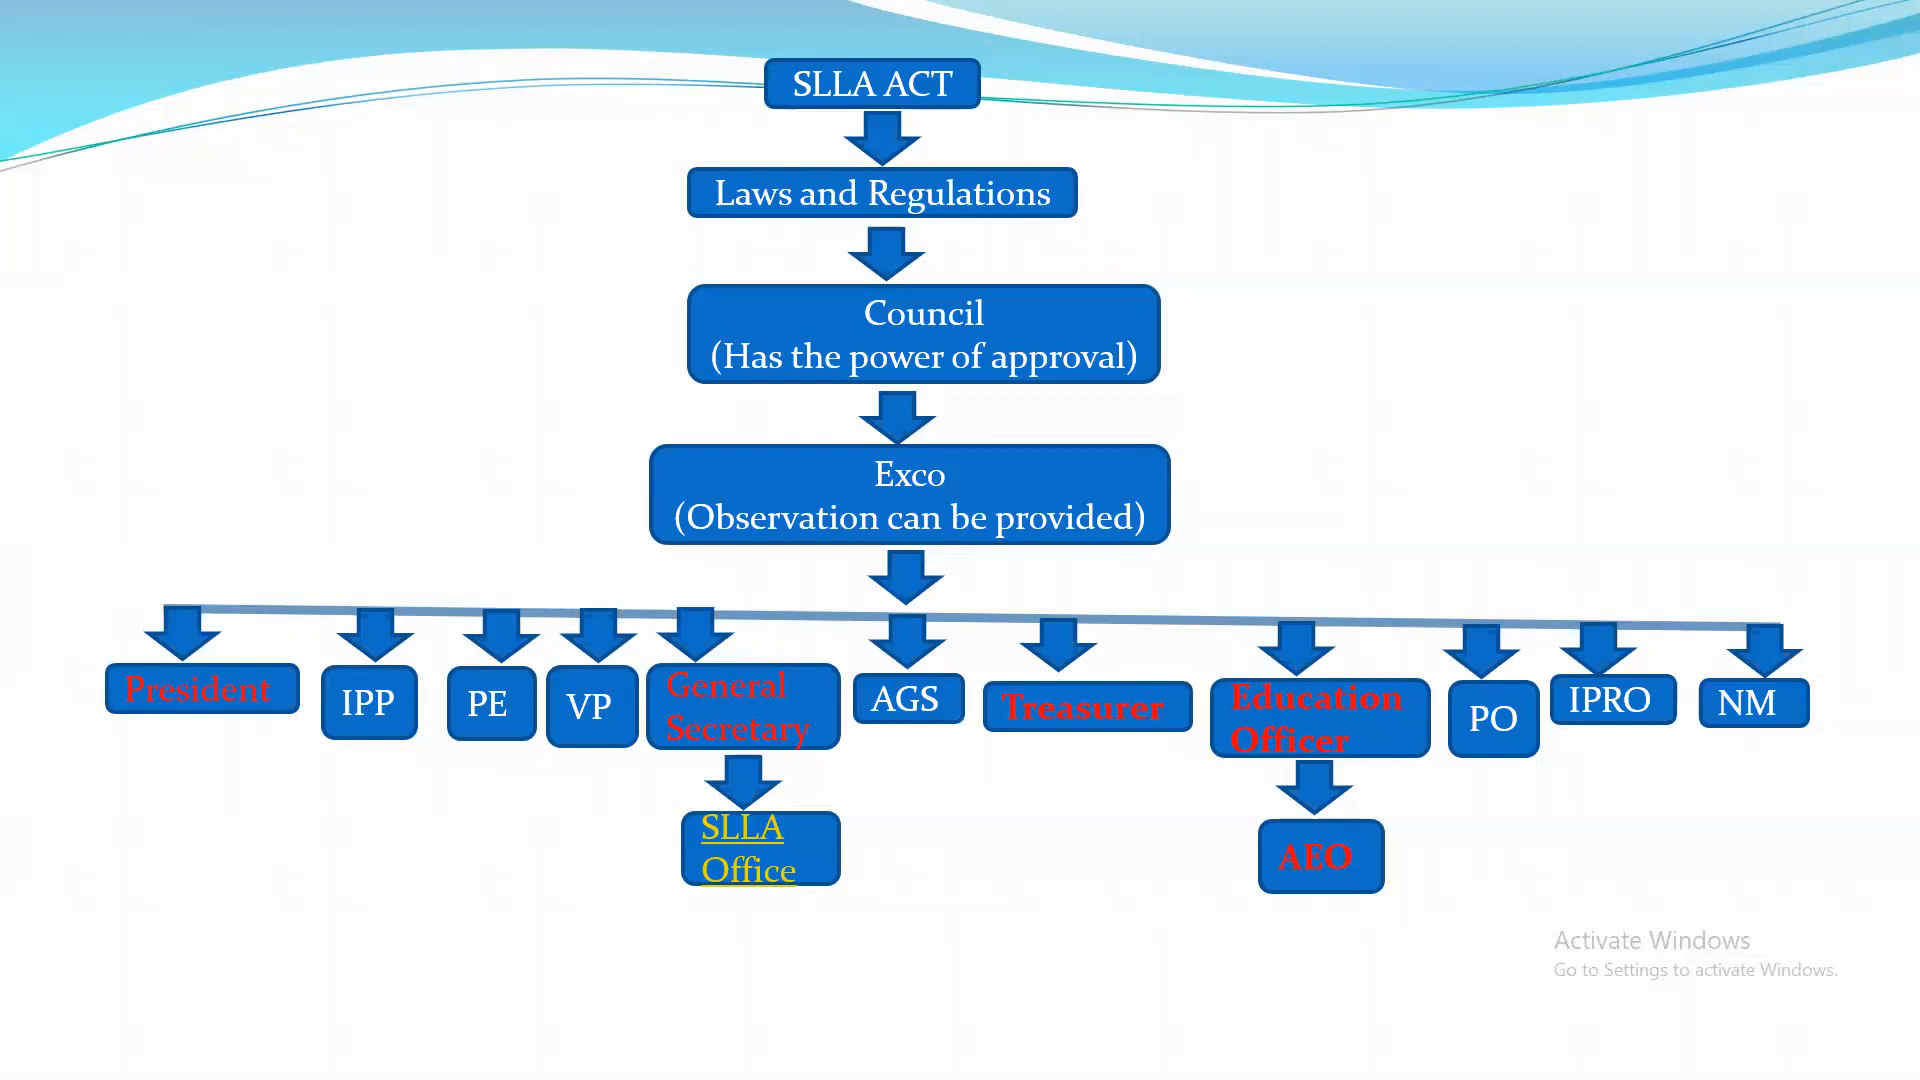 SLLA ACT
Laws and Regulations
Council
(Has the power of approval)
Exco
(Observation can be provided)
President
IPP
PE
VP
General
Secretary
AGS
Treasurer
Education
Officer
PO
IPRO
NM
SLLA
Office
AEO
Activate Windows
Go to Settings to activate Windows.